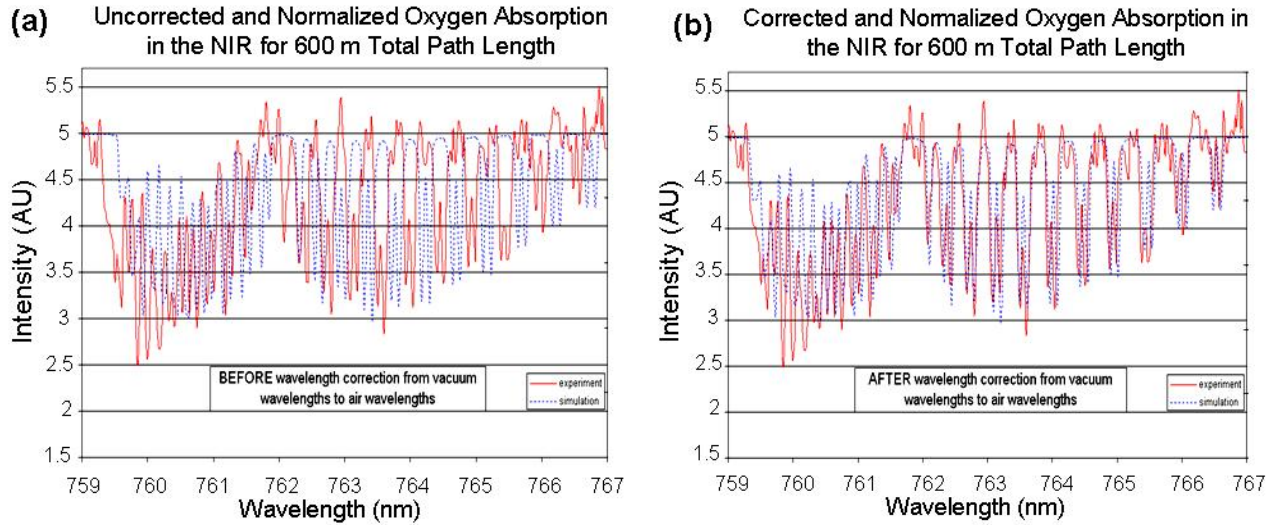 (a)
Uncorrected and Normalized Oxygen Absorption
in the NIR for 600 m Total Path Length
Intensity (AU)
5.5
5
4.5
4
3.5
3
2.5
2
1.5
BEFORE wavelength correction from vacuum
wavelengths to air wavelengths
experiment
simulation
759 760 761 762 763 764 765 766 767
Wavelength (nm)
(b)
Corrected and Normalized Oxygen Absorption in
the NIR for 600 m Total Path Length
Intensity (AU)
5.5
5
4.5
4
3.5
3
2.5
2
1.5
AFTER wavelength correction from vacuum
wavelengths to air wavelengths
experiment
simulation
759 760 761 762 763 764 765 766 767
Wavelength (nm)